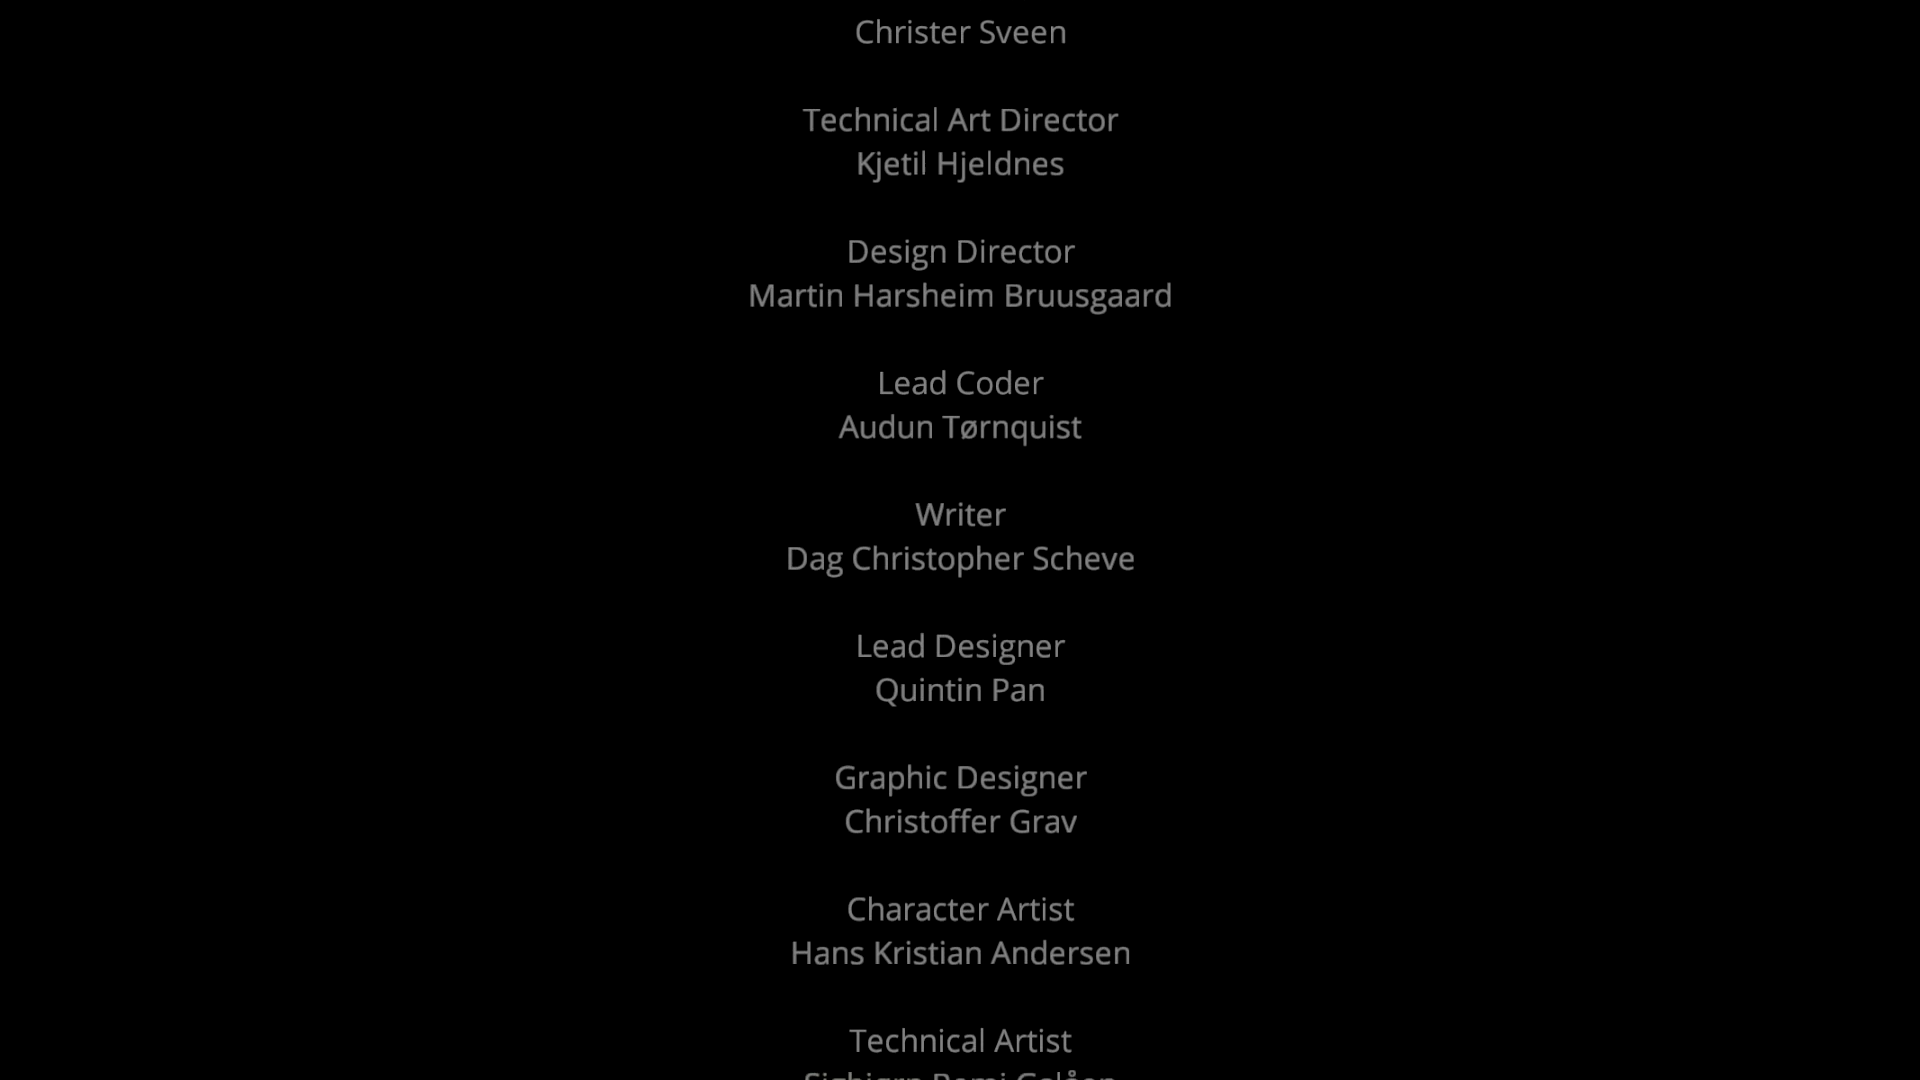 Christer Sveen
Technical Art Director
Kjetil Hjeldnes
Design Director
Martin Harsheim Bruusgaard
Lead Coder
Audun Tørnquist
Writer
Dag Christopher Scheve
Lead Designer
Quintin Pan
Graphic Designer
Christoffer Grav
Character Artist
Hans Kristian Andersen
Technical Artist